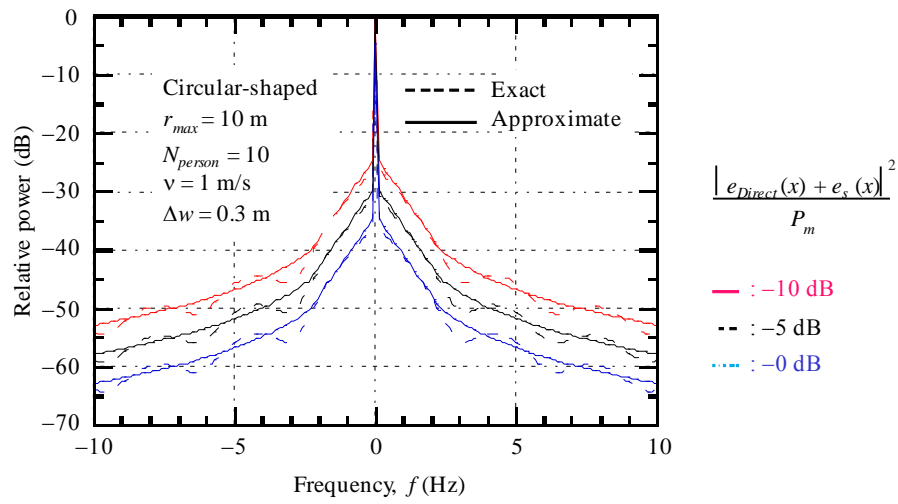 0
−10
−20
−30
−40
−50
−60
−70
Relative power (dB)
Circular-shaped
r_max = 10 m
N_person = 10
ν = 1 m/s
Δw = 0.3 m
Exact
Approximate
−10
−5
0
5
10
Frequency, f (Hz)
| e_Direct (x) + e_s (x)| ^2
P_m
: −10 dB
: −5 dB
: −0 dB